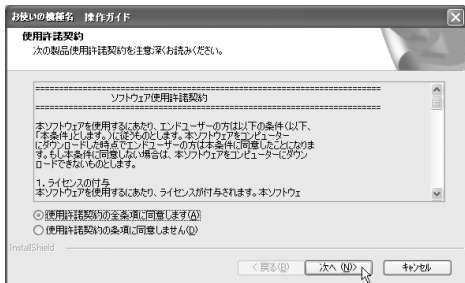 お使いの機種名 操作ガイド
使用許諾契約
次の製品使用許諾契約を注意深くお読みください。
ソフトウェア使用許諾契約
本ソフトウェアを使用するにあたり、エンドユーザーの方は以下の条件(以下、
「本条件」とします。)に従うものとします。本ソフトウェアをコンピューター
にダウンロードした時点でエンドユーザーの方は本条件に同意したことになりま
す。もし本条件に同意しない場合は、本ソフトウェアをコンピューターにダウン
ロードできないものとします。
1. ライセンスの付与
本ソフトウェアを使用するにあたり、ライセンスが付与されます。本ソフトウェ
使用許諾契約の全条項に同意します(A)
使用許諾契約の条項に同意しません(D)
InstallShield
< 戻る(B)
次へ (N)>
キャンセル